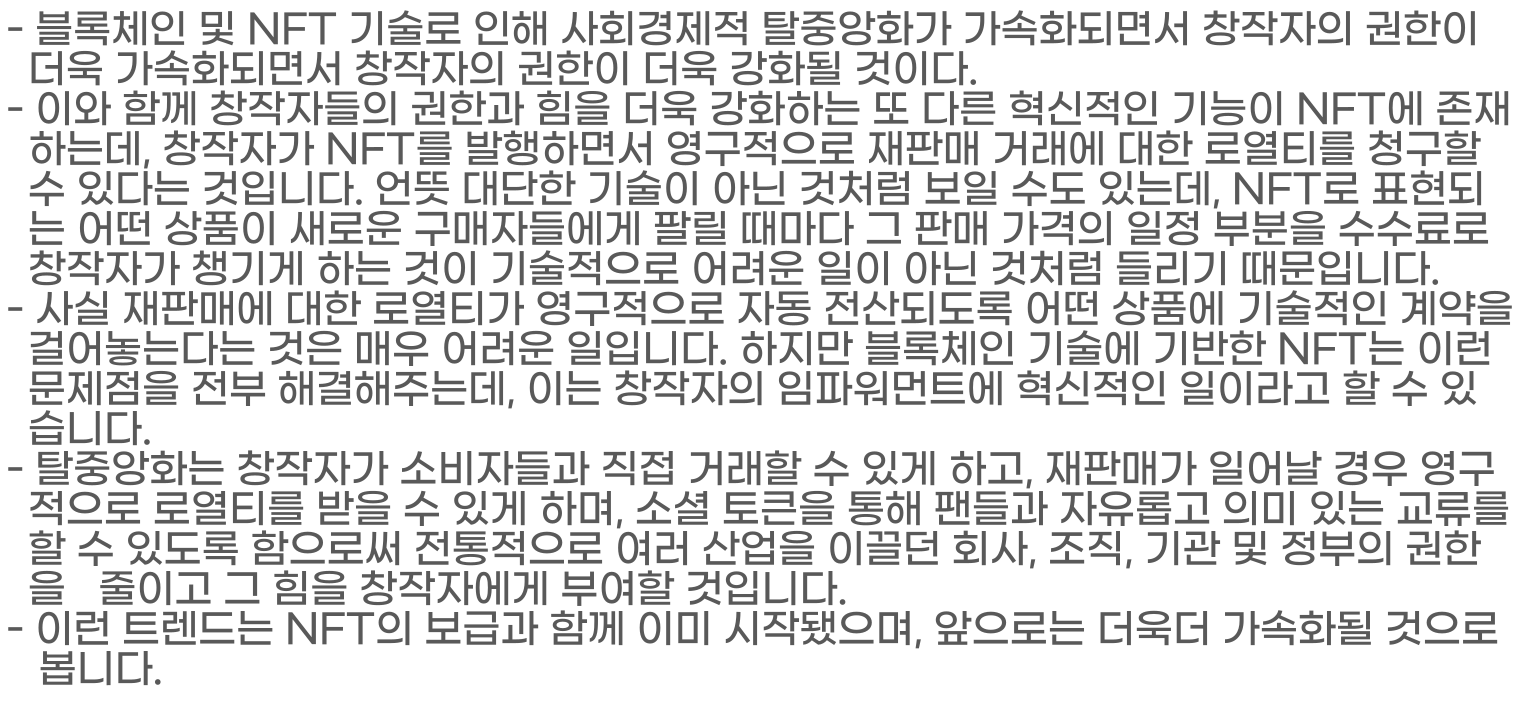 - 블록체인 및 NFT 기술로 인해 사회경제적 탈중앙화가 가속화되면서 창작자의 권한이
더욱 가속화되면서 창작자의 권한이 더욱 강화될 것이다.
- 이와 함께 창작자들의 권한과 힘을 더욱 강화하는 또 다른 혁신적인 기능이 NFT에 존재
하는데, 창작자가 NFT를 발행하면서 영구적으로 재판매 거래에 대한 로열티를 청구할
수 있다는 것입니다. 언뜻 대단한 기술이 아닌 것처럼 보일 수도 있는데, NFT로 표현되
는 어떤 상품이 새로운 구매자들에게 팔릴 때마다 그 판매 가격의 일정 부분을 수수료로
창작자가 챙기게 하는 것이 기술적으로 어려운 일이 아닌 것처럼 들리기 때문입니다.
- 사실 재판매에 대한 로열티가 영구적으로 자동 전산되도록 어떤 상품에 기술적인 계약을
걸어놓는다는 것은 매우 어려운 일입니다. 하지만 블록체인 기술에 기반한 NFT는 이런
문제점을 전부 해결해주는데, 이는 창작자의 임파워먼트에 혁신적인 일이라고 할 수 있
습니다.
- 탈중앙화는 창작자가 소비자들과 직접 거래할 수 있게 하고, 재판매가 일어날 경우 영구
적으로 로열티를 받을 수 있게 하며, 소셜 토큰을 통해 팬들과 자유롭고 의미 있는 교류를
할 수 있도록 함으로써 전통적으로 여러 산업을 이끌던 회사, 조직, 기관 및 정부의 권한
을 줄이고 그 힘을 창작자에게 부여할 것입니다.
- 이런 트렌드는 NFT의 보급과 함께 이미 시작됐으며, 앞으로는 더욱더 가속화될 것으로
봅니다.